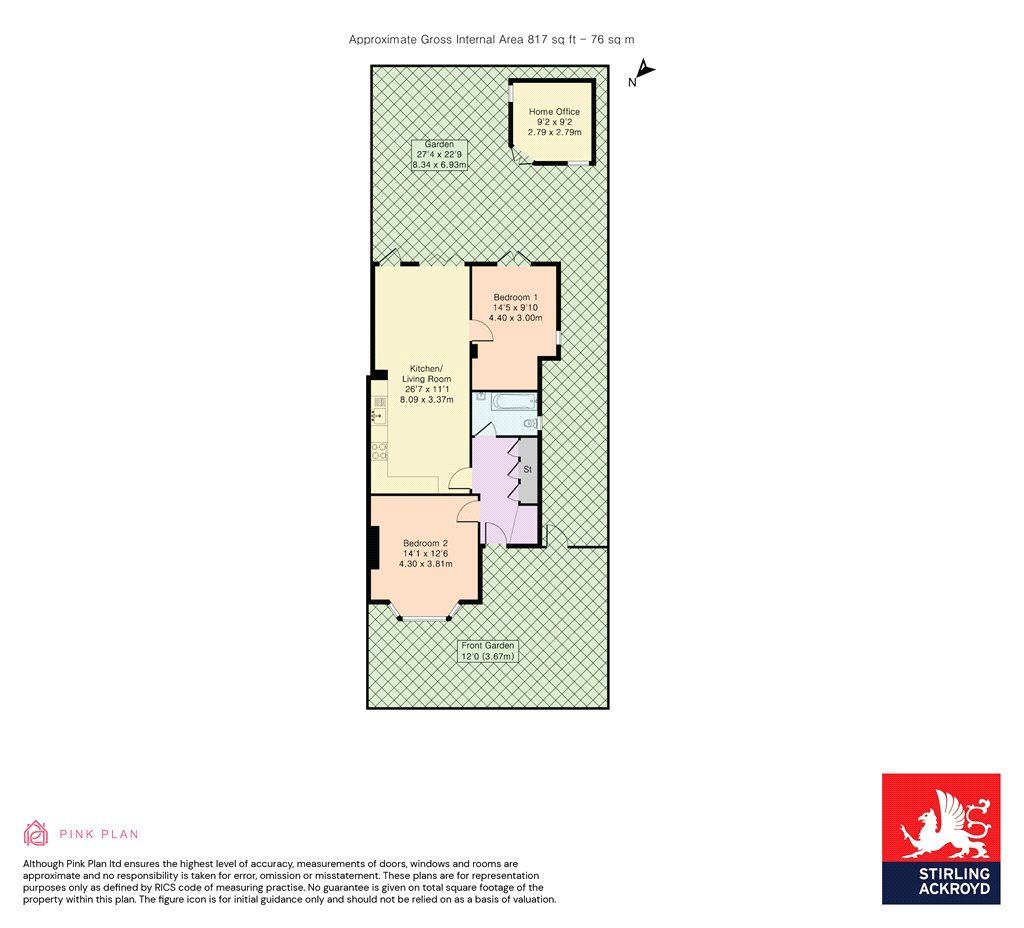 Approximate Gross Internal Area 817 sq ft - 76 sq m
N
Home Office
9'2 x 9'2
2.79 x 2.79m
Garden
27'4 x 22'9
8.34 x 6.93m
Bedroom 1
14'5 x 9'10
4.40 x 3.00m
Kitchen/
Living Room
26'7 x 11'1
8.09 x 3.37m
St
Bedroom 2
14'1 x 12'6
4.30 x 3.81m
Front Garden
12'0 (3.67m)
PINK PLAN
Although Pink Plan ltd ensures the highest level of accuracy, measurements of doors, windows and rooms are
approximate and no responsibility is taken for error, omission or misstatement. These plans are for representation
purposes only as defined by RICS code of measuring practise. No guarantee is given on total square footage of the
property within this plan. The figure icon is for initial guidance only and should not be relied on as a basis of valuation.
STIRLING
ACKROYD